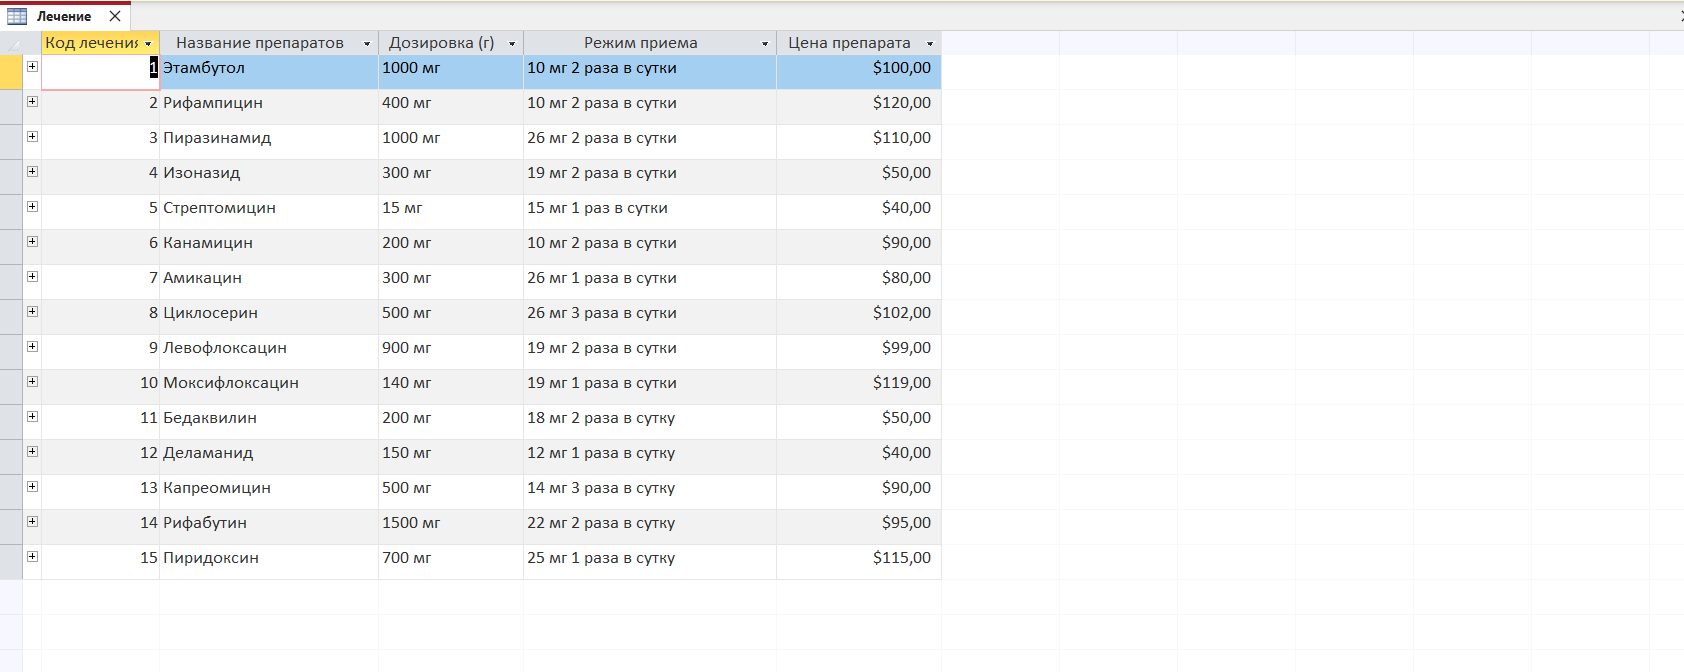 Лечение
Код лечения Название препаратов Дозировка (г) Режим приема Цена препарата
1 Этамбутол 1000 мг 10 мг 2 раза в сутки $100,00
2 Рифампицин 400 мг 10 мг 2 раза в сутки $120,00
3 Пиразинамид 1000 мг 26 мг 2 раза в сутки $110,00
4 Изоназид 300 мг 19 мг 2 раза в сутки $50,00
5 Стрептомицин 15 мг 15 мг 1 раз в сутки $40,00
6 Канамицин 200 мг 10 мг 2 раза в сутки $90,00
7 Амикацин 300 мг 26 мг 1 раза в сутки $80,00
8 Циклосерин 500 мг 26 мг 3 раза в сутки $102,00
9 Левофлоксацин 900 мг 19 мг 2 раза в сутки $99,00
10 Моксифлоксацин 140 мг 19 мг 1 раза в сутки $119,00
11 Бедаквилин 200 мг 18 мг 2 раза в сутку $50,00
12 Деламанид 150 мг 12 мг 1 раза в сутку $40,00
13 Капреомицин 500 мг 14 мг 3 раза в сутку $90,00
14 Рифабутин 1500 мг 22 мг 2 раза в сутку $95,00
15 Пиридоксин 700 мг 25 мг 1 раза в сутку $115,00